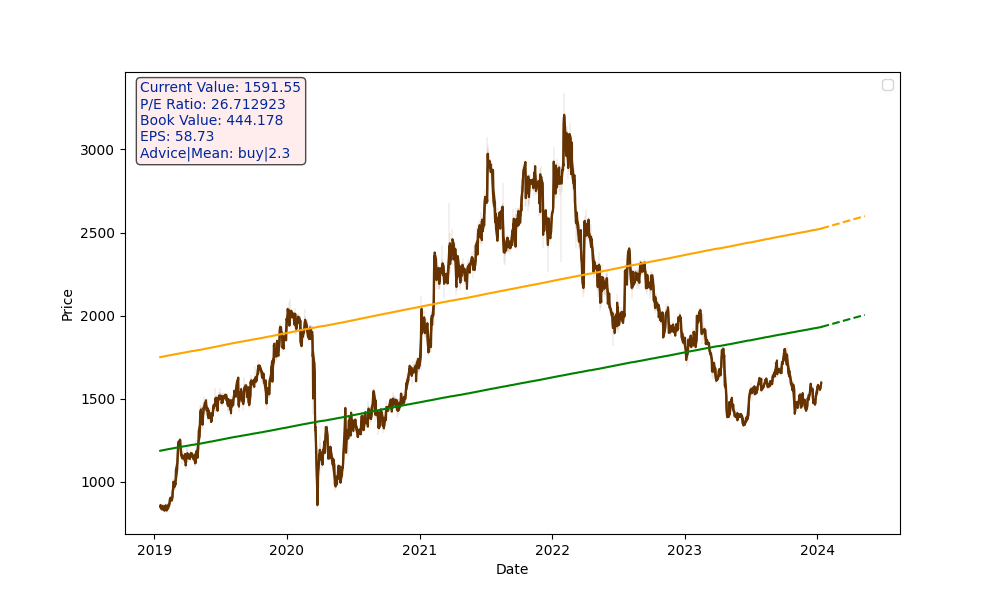 Current Value: 1591.55
P/E Ratio: 26.712923
Book Value: 444.178
EPS: 58.73
Advice|Mean: buy|2.3
Price
3000
2500
2000
1500
1000
2019 2020 2021 2022 2023 2024
Date